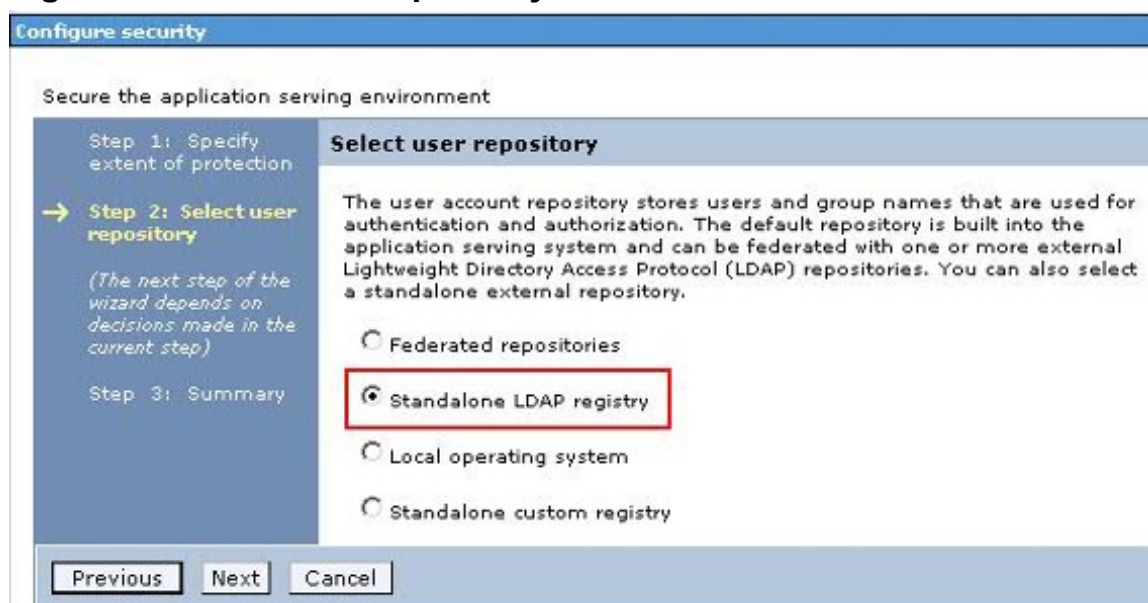 Configure security
Secure the application serving environment
Step 1: Specify
extent of protection
Step 2: Select user
repository
(The next step of the
wizard depends on
decisions made in the
current step)
Step 3: Summary
Select user repository
The user account repository stores users and group names that are used for
authentication and authorization. The default repository is built into the
application serving system and can be federated with one or more external
Lightweight Directory Access Protocol (LDAP) repositories. You can also select
a standalone external repository.
Federated repositories
Standalone LDAP registry
Local operating system
Standalone custom registry
Previous Next Cancel